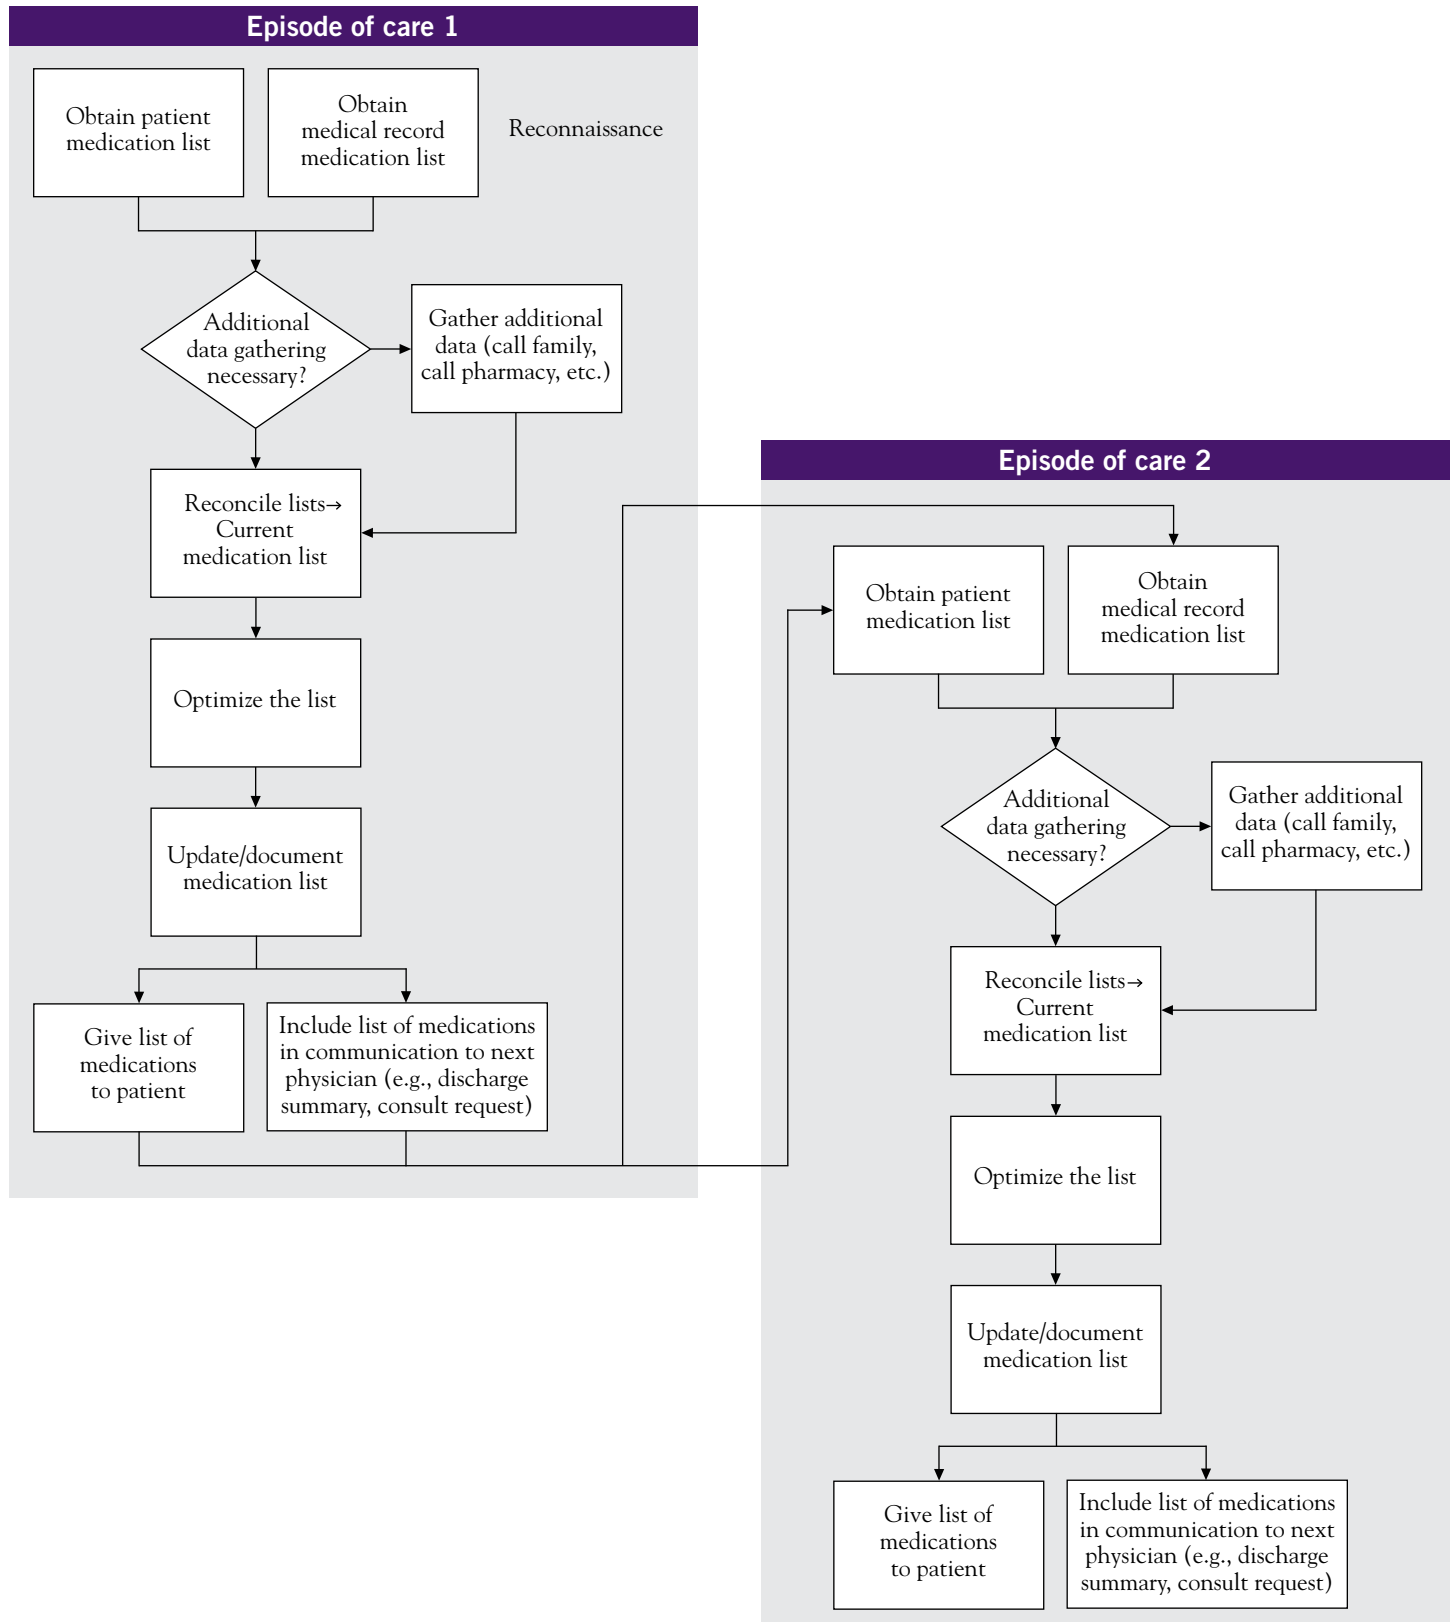 Episode of care 1
Obtain patient
medication list
Obtain
medical record
medication list
Reconnaissance
Additional
data gathering
necessary?
Gather additional
data (call family,
call pharmacy, etc.)
Reconcile lists→
Current
medication list
Optimize the list
Update/document
medication list
Give list of
medications
to patient
Include list of medications
in communication to next
physician (e.g., discharge
summary, consult request)
Episode of care 2
Obtain patient
medication list
Obtain
medical record
medication list
Additional
data gathering
necessary?
Gather additional
data (call family,
call pharmacy, etc.)
Reconcile lists→
Current
medication list
Optimize the list
Update/document
medication list
Give list of
medications
to patient
Include list of medications
in communication to next
physician (e.g., discharge
summary, consult request)